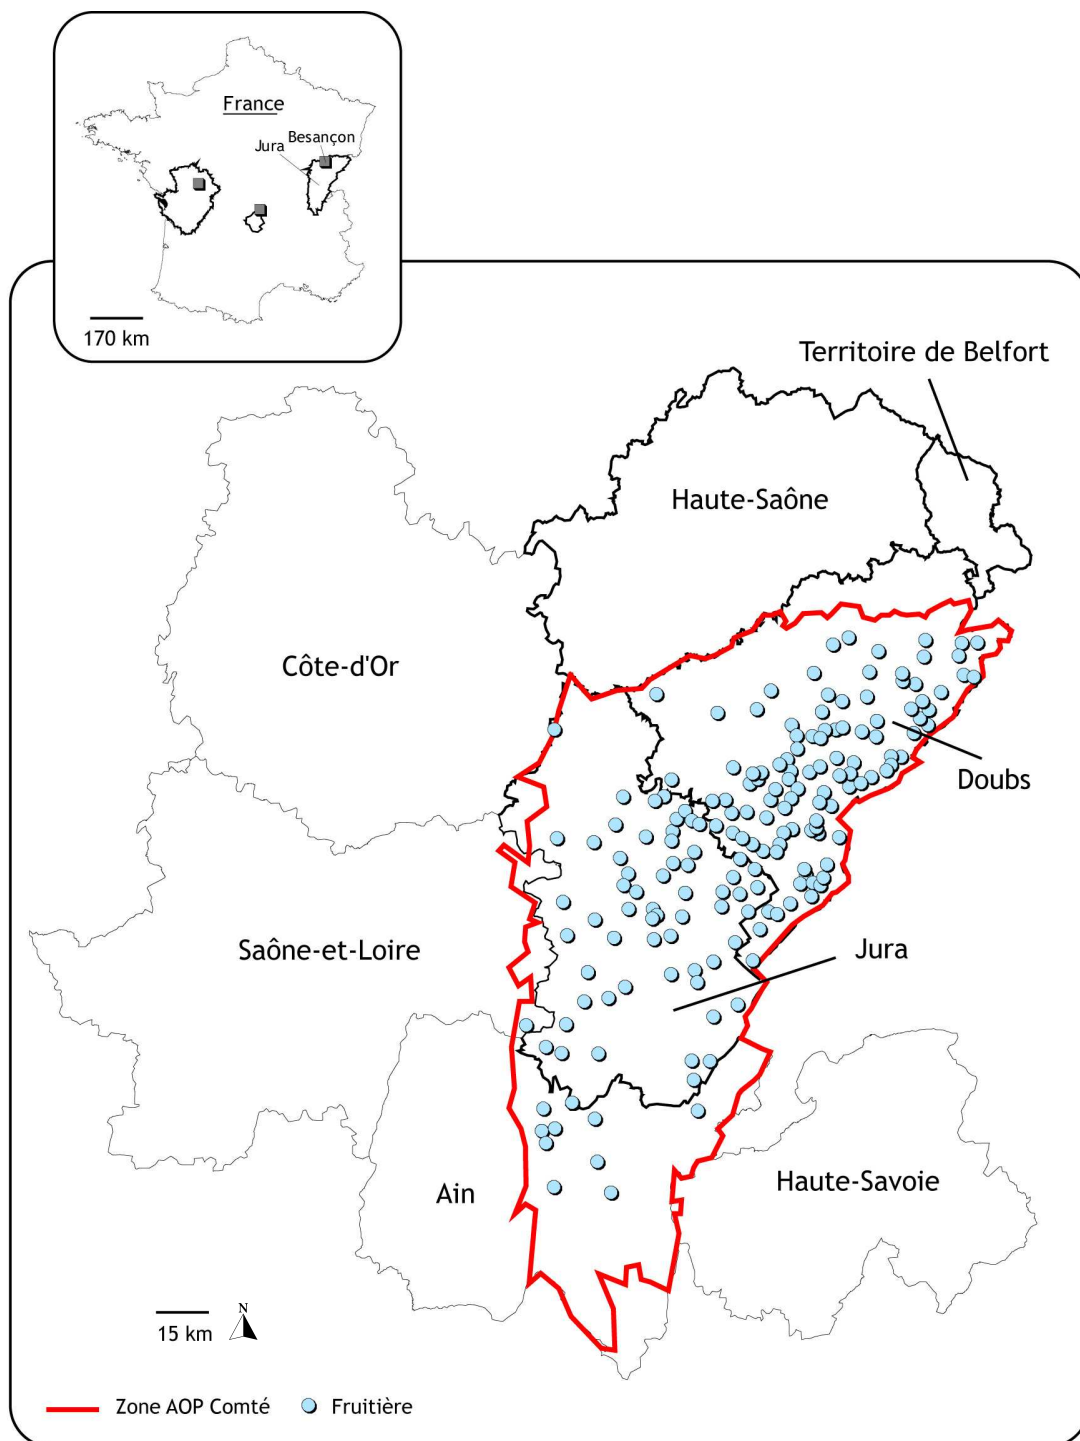 France
Besançon
Jura
170 km
Territoire de Belfort
Haute-Saône
Côte-d'Or
Doubs
Saône-et-Loire
Jura
Ain
Haute-Savoie
N
15 km
Zone AOP Comté
Fruitière